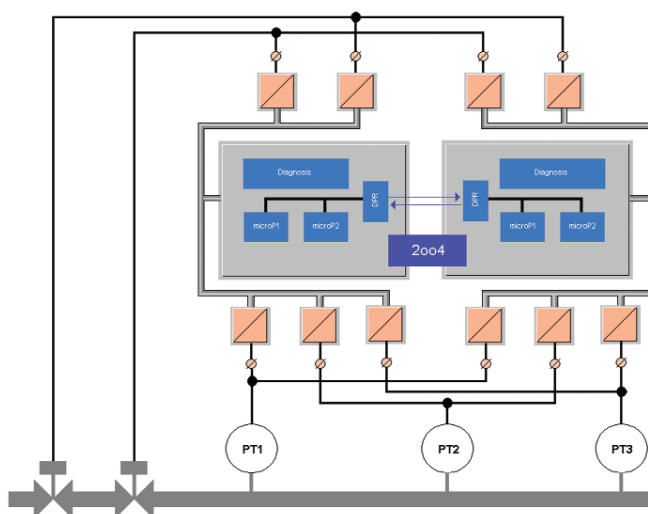 Diagnosis
Diagnosis
DPR
DPR
microP1
microP2
microP1
microP2
2oo4
PT1
PT2
PT3